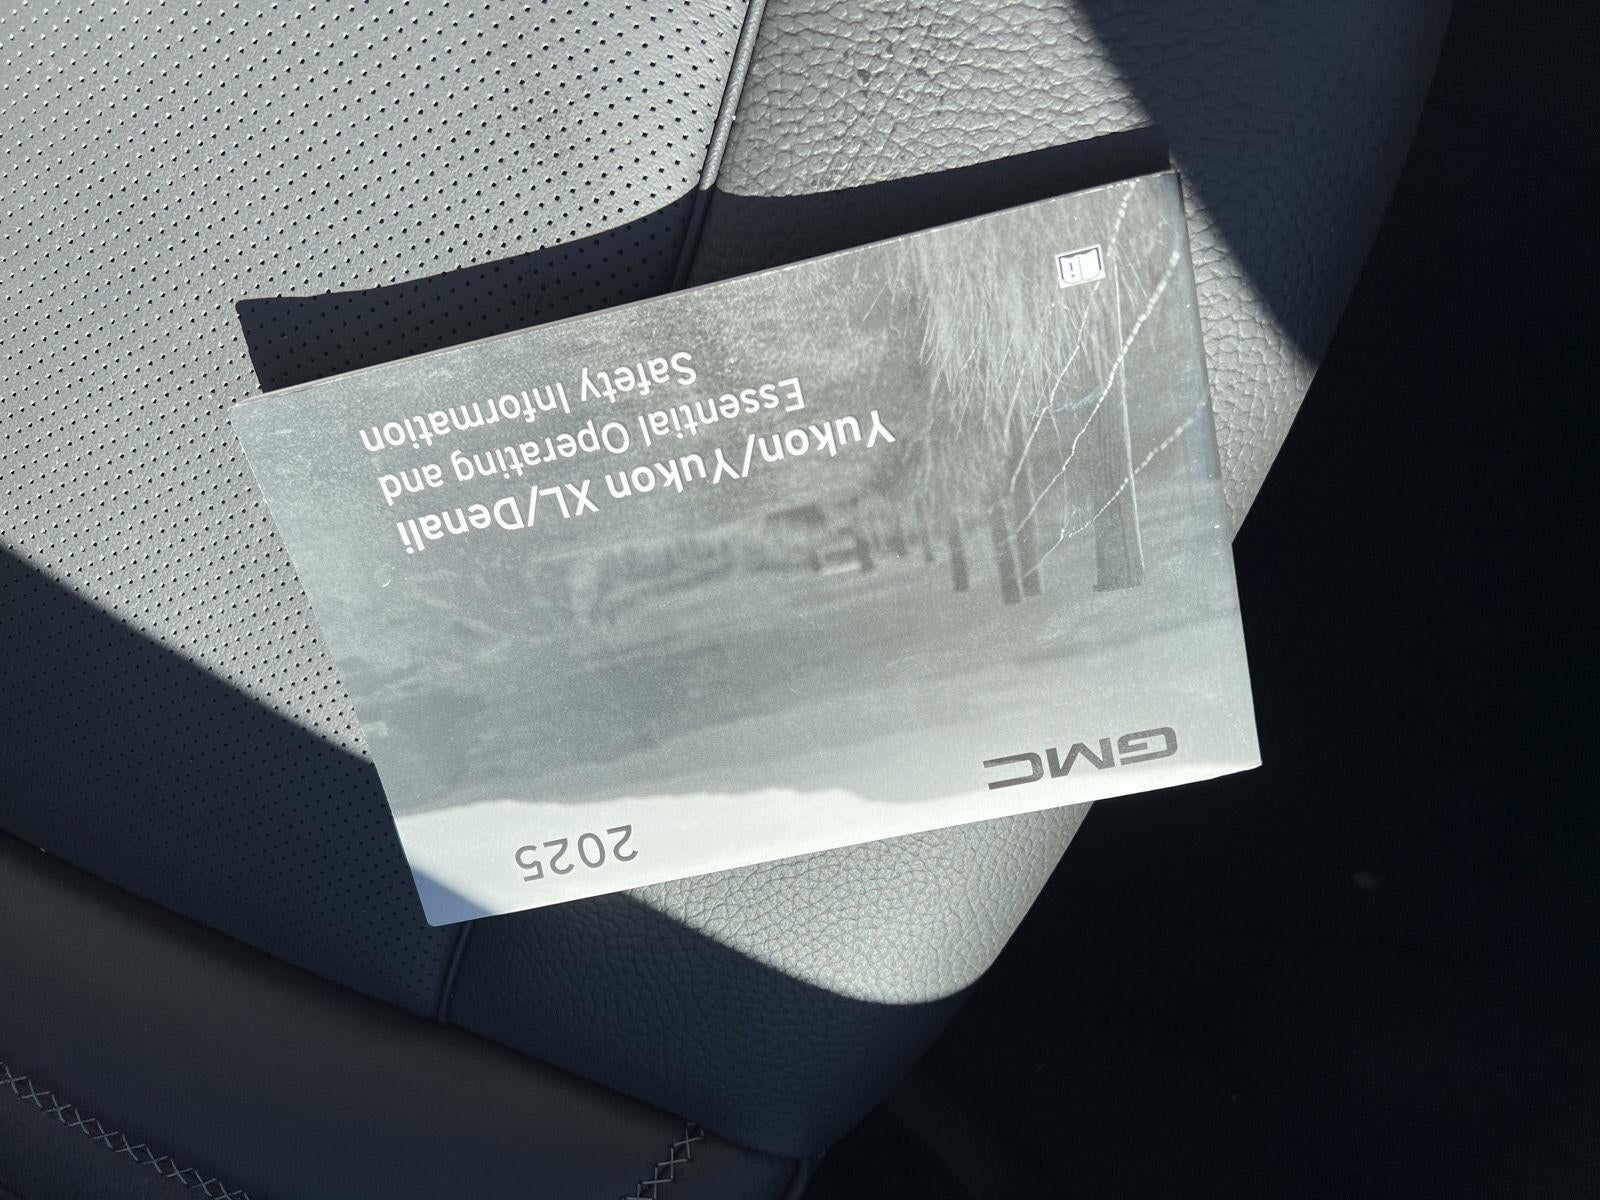 2025
GMC
Yukon/Yukon XL/Denali
Essential Operating and
Safety Information